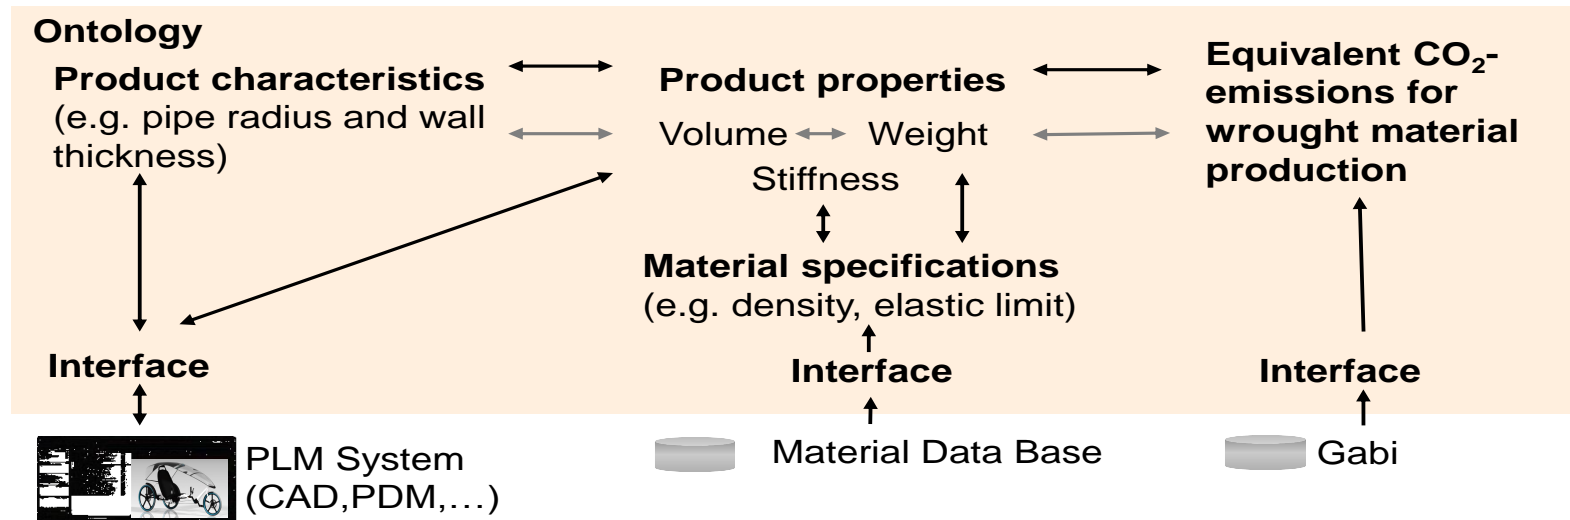 Ontology
Product characteristics
(e.g. pipe radius and wall
thickness)
Product properties
Volume Weight
Stiffness
Equivalent CO₂-
emissions for
wrought material
production
Material specifications
(e.g. density, elastic limit)
Interface
Interface
Interface
PLM System
(CAD,PDM,…)
Material Data Base
Gabi